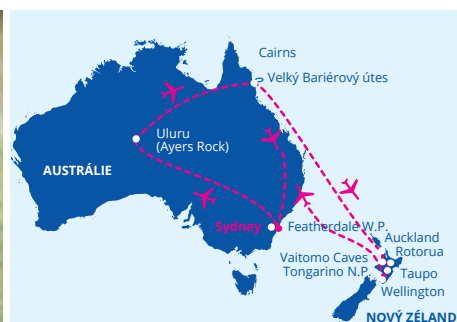 Cairns
Velký Bariérový útes
Uluru
(Ayers Rock)
AUSTRÁLIE
Sydney
Featherdale W.P.
Auckland
Rotorua
Vaitomo Caves
Tongarino N.P.
Taupo
Wellington
NOVÝ ZÉLAND